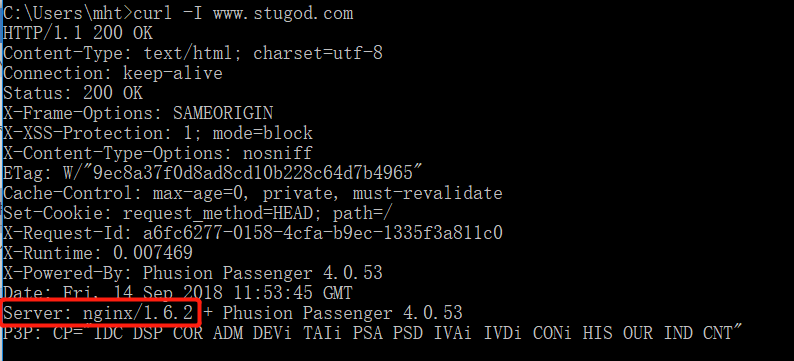 C:\Users\mht>curl -I www.stugod.com
HTTP/1.1 200 OK
Content-Type: text/html; charset=utf-8
Connection: keep-alive
Status: 200 OK
X-Frame-Options: SAMEORIGIN
X-XSS-Protection: 1; mode=block
X-Content-Type-Options: nosniff
ETag: W/"9ec8a37f0d8ad8cd10b228c64d7b4965"
Cache-Control: max-age=0, private, must-revalidate
Set-Cookie: request_method=HEAD; path=/
X-Request-Id: a6fc6277-0158-4cfa-b9ec-1335f3a811c0
X-Runtime: 0.007469
X-Powered-By: Phusion Passenger 4.0.53
Date: Fri, 14 Sep 2018 11:53:45 GMT
Server: nginx/1.6.2 + Phusion Passenger 4.0.53
P3P: CP="IDC DSP COR ADM DEVi TAIi PSA PSD IVAi IVDi CONi HIS OUR IND CNT"